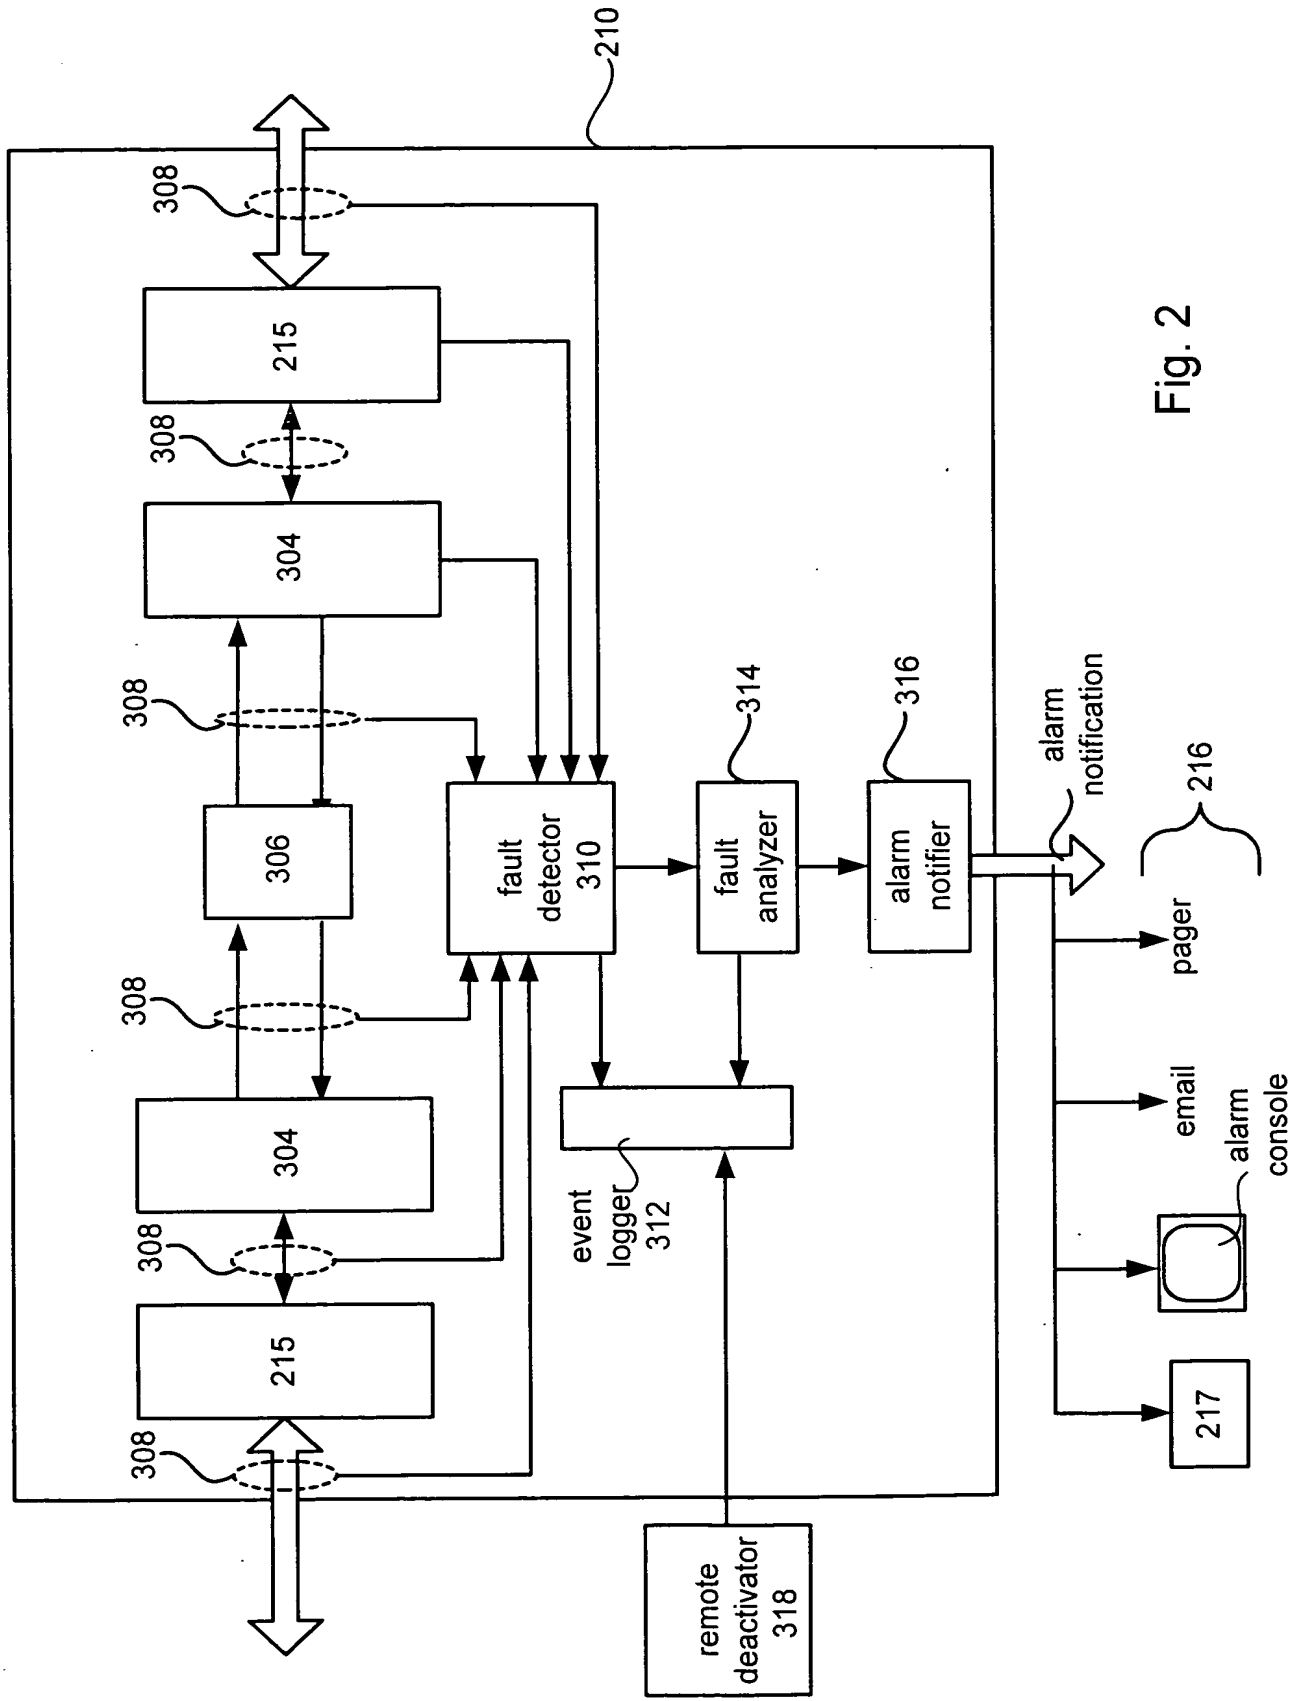 308
308
308
308
308
308
215
304
306
304
215
210
fault
detector
310
event
logger
312
fault
analyzer
314
remote
deactivator
318
alarm
notifier
316
alarm
notification
217
alarm
console
email
pager
216
Fig. 2